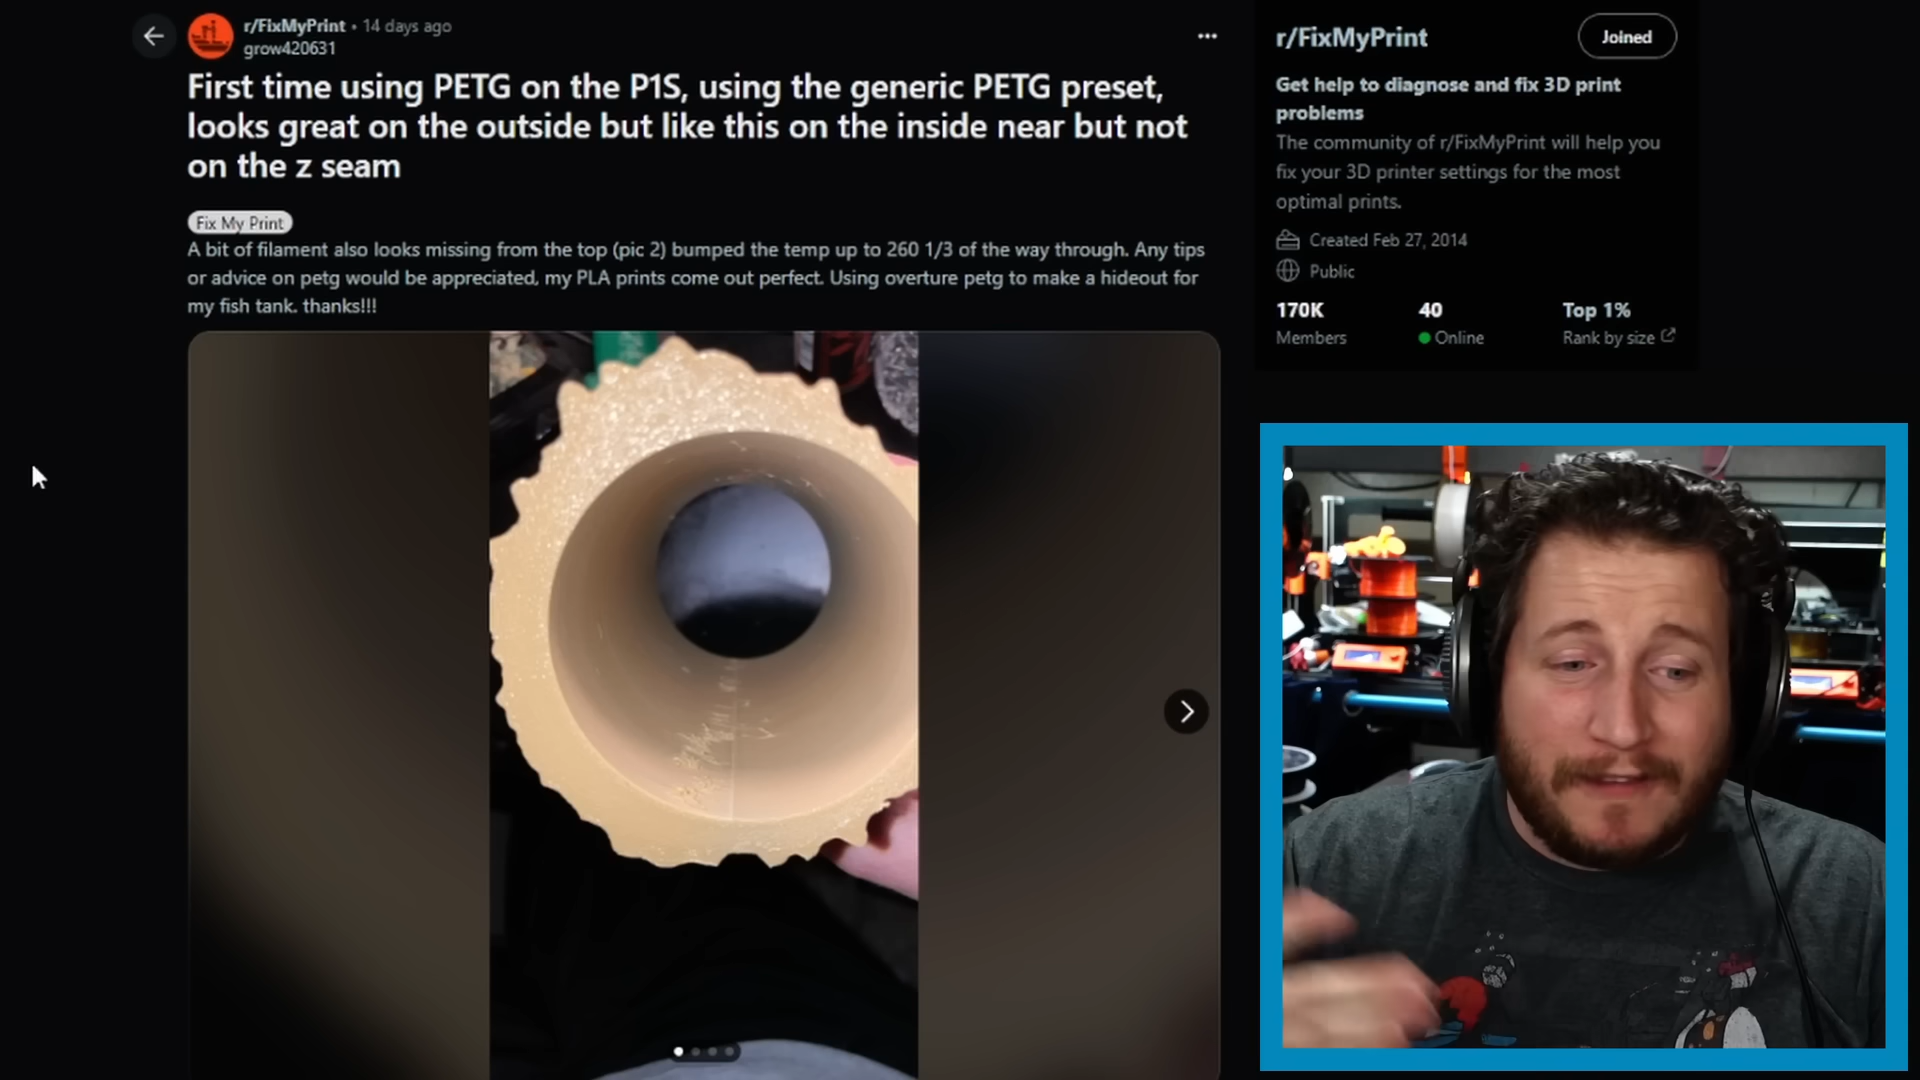 r/FixMyPrint • 14 days ago
grow420631
First time using PETG on the P1S, using the generic PETG preset,
looks great on the outside but like this on the inside near but not
on the z seam
Fix My Print
A bit of filament also looks missing from the top (pic 2) bumped the temp up to 260 1/3 of the way through. Any tips
or advice on petg would be appreciated, my PLA prints come out perfect. Using overture petg to make a hideout for
my fish tank. thanks!!!
r/FixMyPrint
Joined
Get help to diagnose and fix 3D print
problems
The community of r/FixMyPrint will help you
fix your 3D printer settings for the most
optimal prints.
Created Feb 27, 2014
Public
170K
40
Top 1%
Members
Online
Rank by size